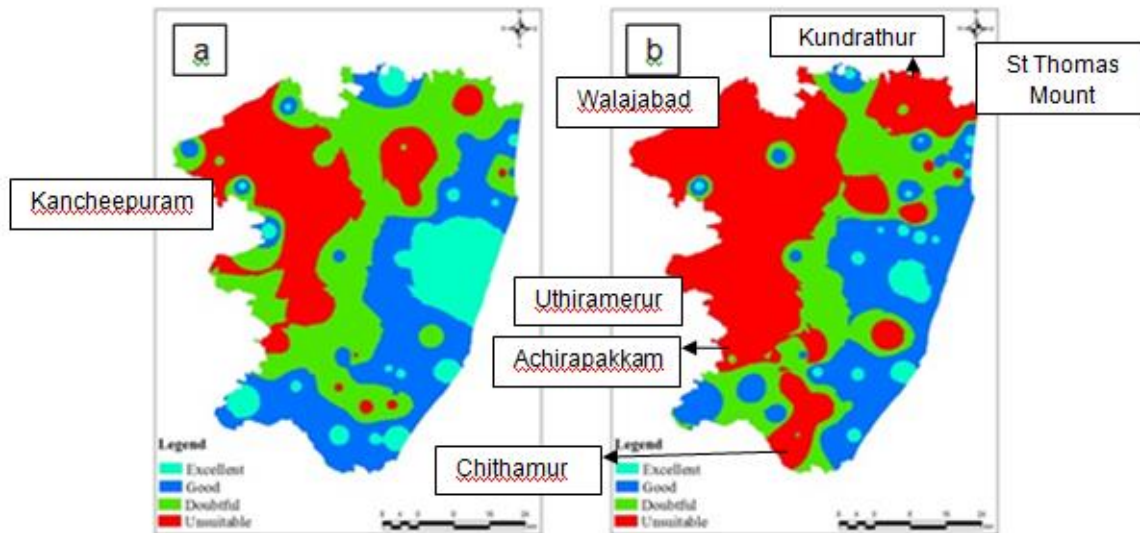 a
b
Kundrathur
St Thomas
Mount
Walajabad
Kancheepuram
Uthiramerur
Achirapakkam
Chithamur
Legend
Excellent
Good
Doubtful
Unsuitable
Legend
Excellent
Good
Doubtful
Unsuitable